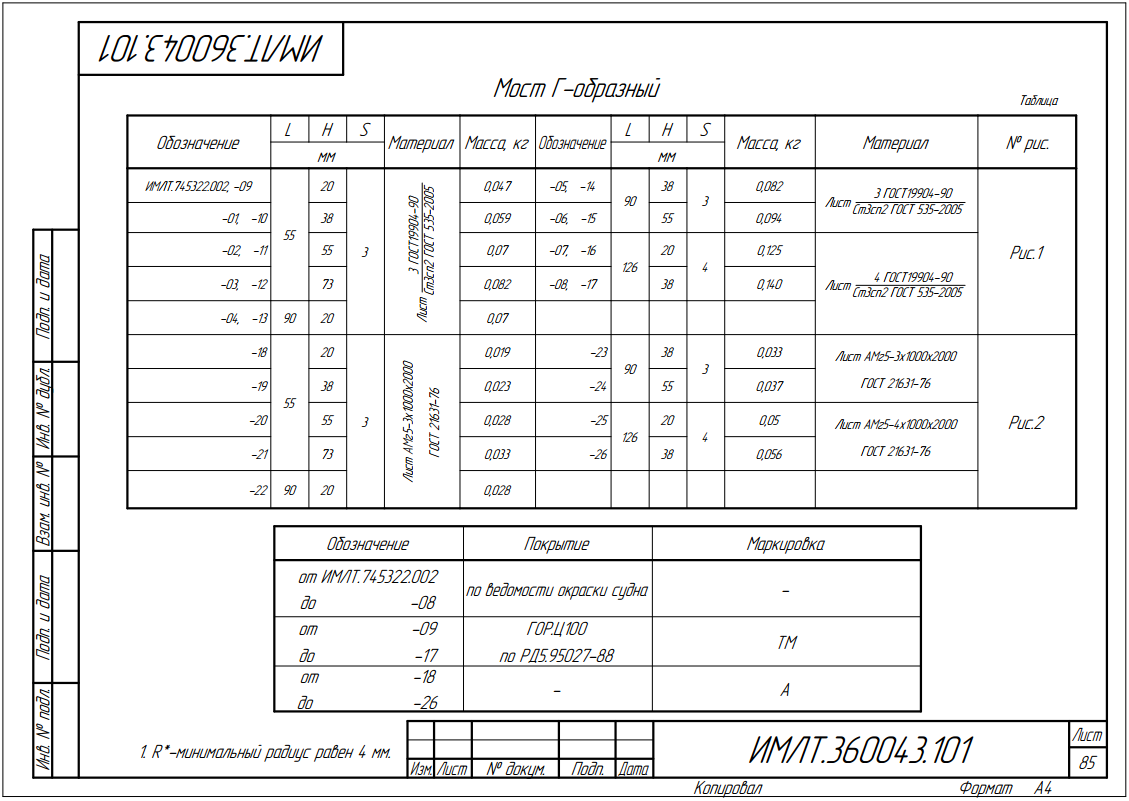 ИМЛТ.360043.101
Мост Г-образный
Таблица
Обозначение L H S Материал Масса, кг Обозначение L H S Масса, кг Материал № рис.
мм мм
ИМЛТ.745322.002, -09 20 0,047 -05, -14 38 0,082
-01, -10 38 0,059 90 -06, -15 55 3 0,094
55 -02, -11 55 0,07 -07, -16 20 0,125
-03, -12 73 3 0,082 126 -08, -17 38 4 0,140
-04, -13 90 20 0,07
Лист 3 ГОСТ19904-90
Ст3сп2 ГОСТ 535-2005
Лист 3 ГОСТ19904-90
Ст3сп2 ГОСТ 535-2005
Лист 4 ГОСТ19904-90
Ст3сп2 ГОСТ 535-2005
Рис.1
-18 20 0,019 -23 38 0,033
-19 38 0,023 90 -24 55 3 0,037
55 -20 55 0,028 -25 20 0,05
-21 73 3 0,033 126 -26 38 4 0,056
-22 90 20 0,028
Лист АМг5-3х1000х2000
ГОСТ 21631-76
Лист АМг5-3х1000х2000
ГОСТ 21631-76
Лист АМг5-4х1000х2000
ГОСТ 21631-76
Рис.2
Обозначение Покрытие Маркировка
от ИМЛТ.745322.002
до -08 по ведомости окраски судна -
от -09 ГОР.Ц100
до -17 по РД5.95027-88 ТМ
от -18
до -26 - А
1. R*-минимальный радиус равен 4 мм.
Подп. и дата
Инв. № дубл.
Взам. инв. №
Подп. и дата
Инв. № подл.
Изм. Лист № докум. Подп. Дата
ИМЛТ.360043.101
Лист
85
Копировал Формат А4